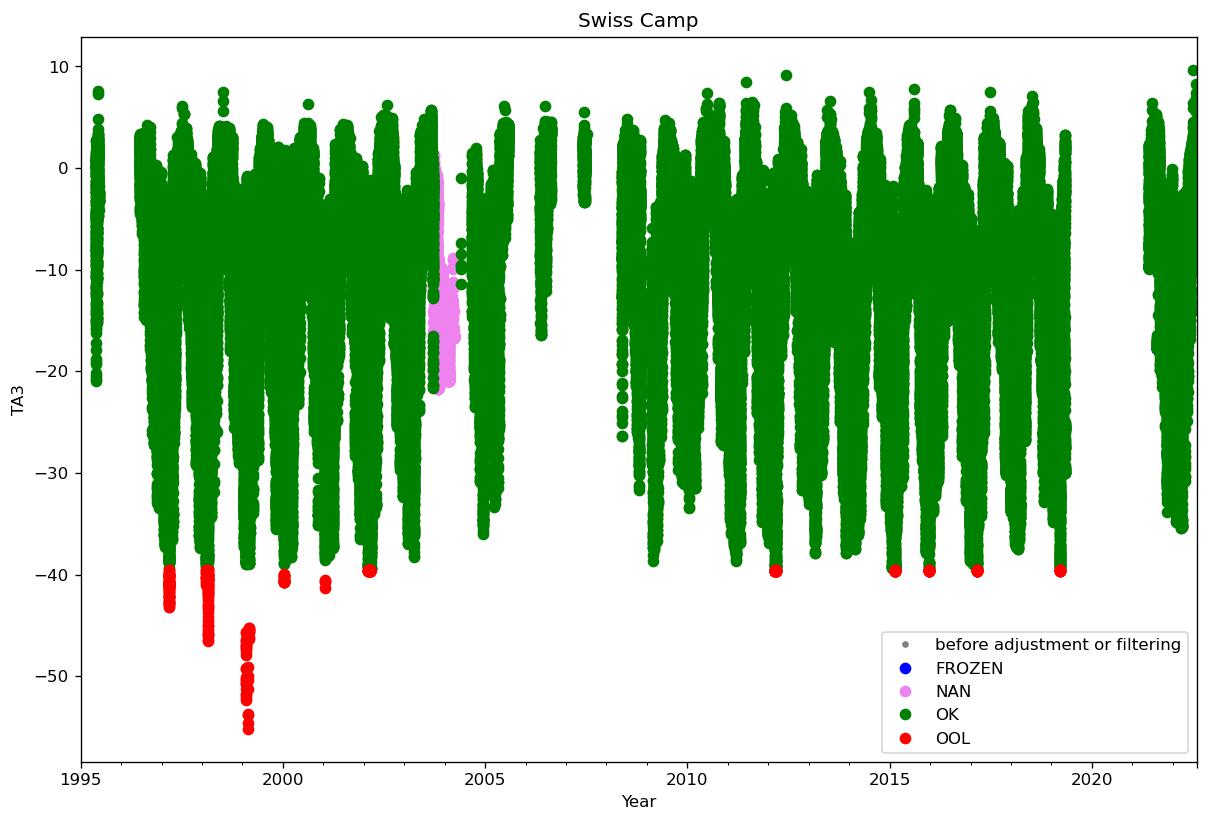 Swiss Camp
10
0
−10
−20
−30
−40
−50
TA3
before adjustment or filtering
FROZEN
NAN
OK
OOL
1995 2000 2005 2010 2015 2020
Year